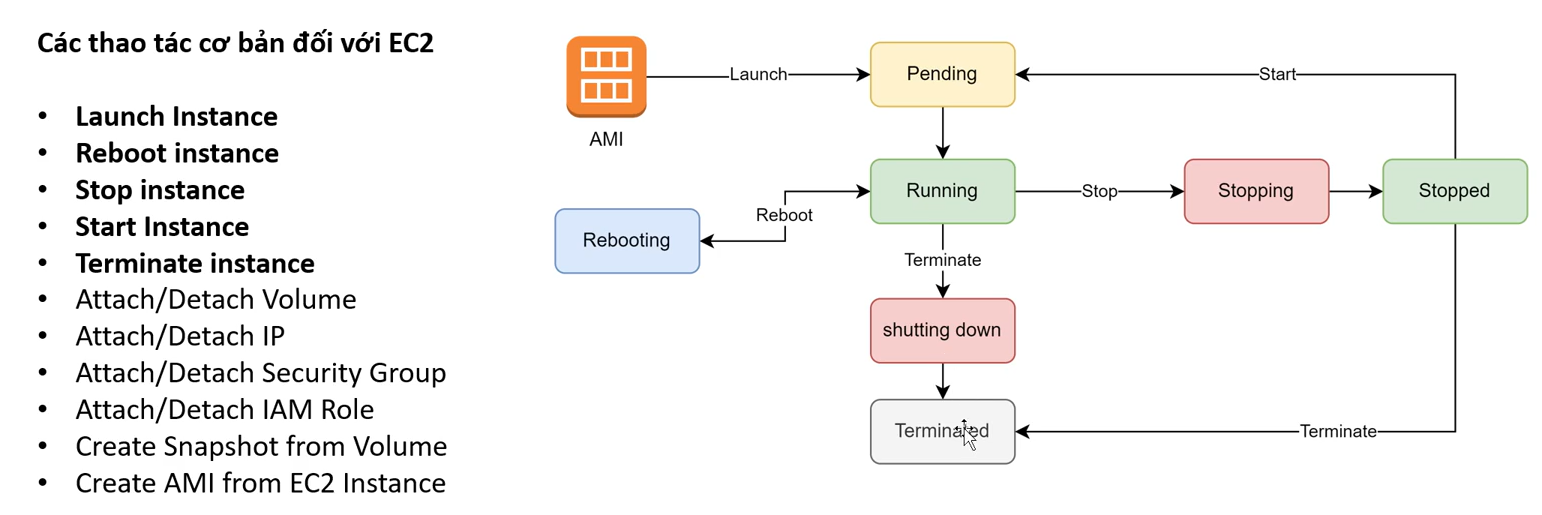 Các thao tác cơ bản đối với EC2
• Launch Instance
• Reboot instance
• Stop instance
• Start Instance
• Terminate instance
• Attach/Detach Volume
• Attach/Detach IP
• Attach/Detach Security Group
• Attach/Detach IAM Role
• Create Snapshot from Volume
• Create AMI from EC2 Instance
AMI
Launch
Pending
Start
Rebooting
Reboot
Running
Stop
Stopping
Stopped
Terminate
shutting down
Terminated
Terminate